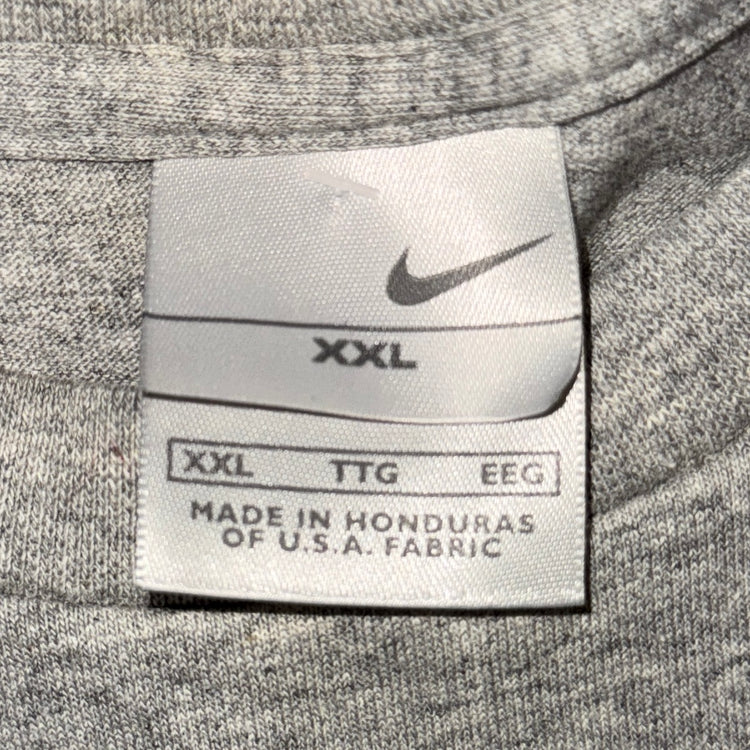 XXL
XXL TTG EEG
MADE IN HONDURAS
OF U.S.A. FABRIC